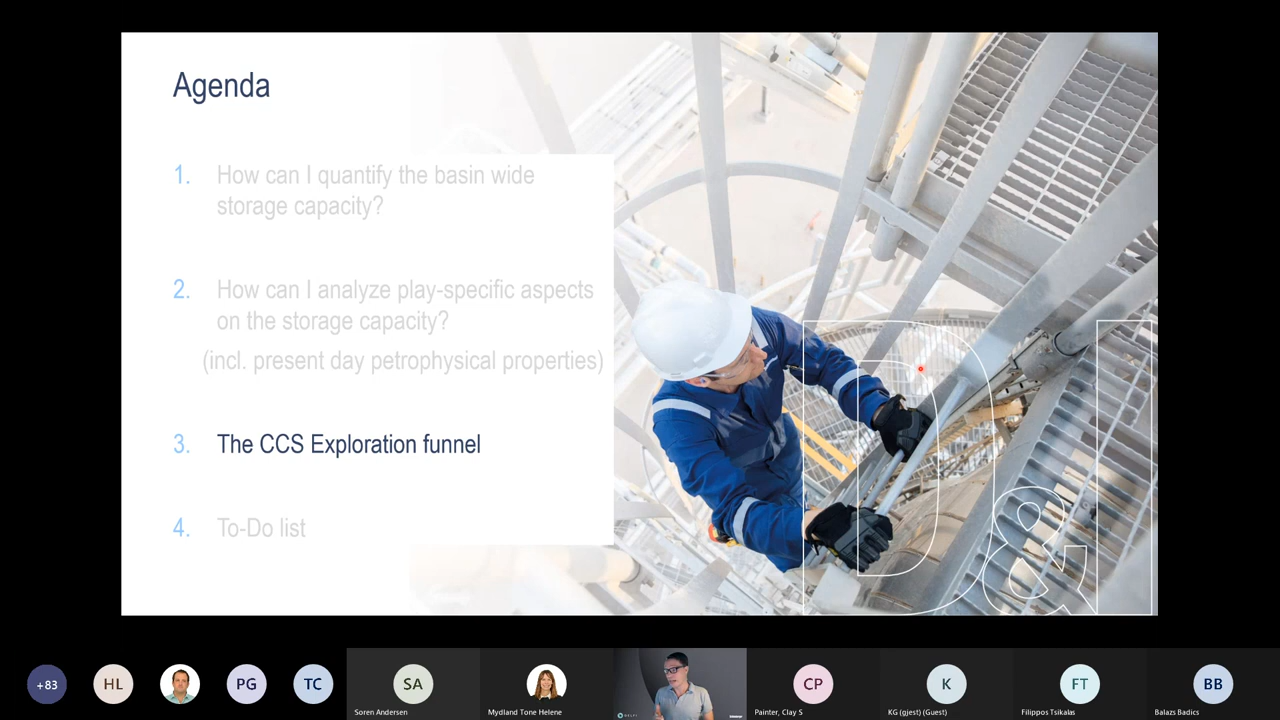 Agenda
1. How can I quantify the basin wide
storage capacity?
2. How can I analyze play-specific aspects
on the storage capacity?
(incl. present day petrophysical properties)
3. The CCS Exploration funnel
4. To-Do list
D&I
+83
HL
PG
TC
SA
CP
K
FT
BB
Soren Andersen
Mydland Tone Helene
Painter, Clay S
KG (gjest) (Guest)
Filippos Tsikalas
Balazs Badics